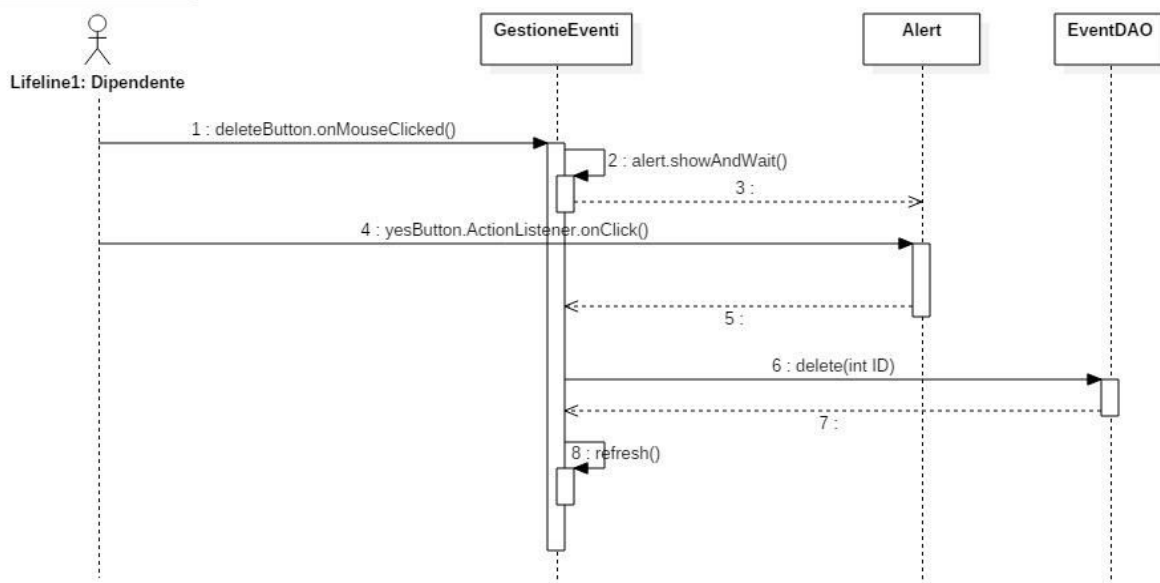 GestioneEventi
Alert
EventDAO
Lifeline1: Dipendente
1 : deleteButton.onMouseClicked()
2 : alert.showAndWait()
3 :
4 : yesButton.ActionListener.onClick()
5 :
6 : delete(int ID)
7 :
8 : refresh()